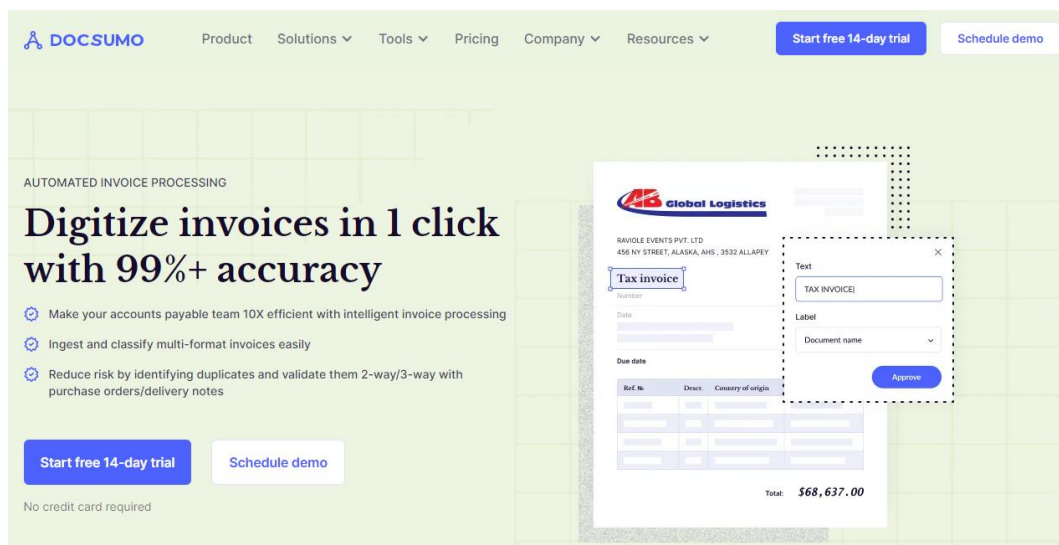 DOCSUMO
Product Solutions Tools Pricing Company Resources Start free 14-day trial Schedule demo
AUTOMATED INVOICE PROCESSING
Digitize invoices in 1 click
with 99%+ accuracy
Make your accounts payable team 10X efficient with intelligent invoice processing
Ingest and classify multi-format invoices easily
Reduce risk by identifying duplicates and validate them 2-way/3-way with
purchase orders/delivery notes
Start free 14-day trial Schedule demo
No credit card required
AB Global Logistics
RAVIOLE EVENTS PVT. LTD
456 NY STREET, ALASKA, AHS , 3532 ALLAPEY
Tax invoice
Number
Date
Due date
Ref. № Descr. Country of origin
Total: $68,637.00
Text
TAX INVOICE
Label
Document name
Approve